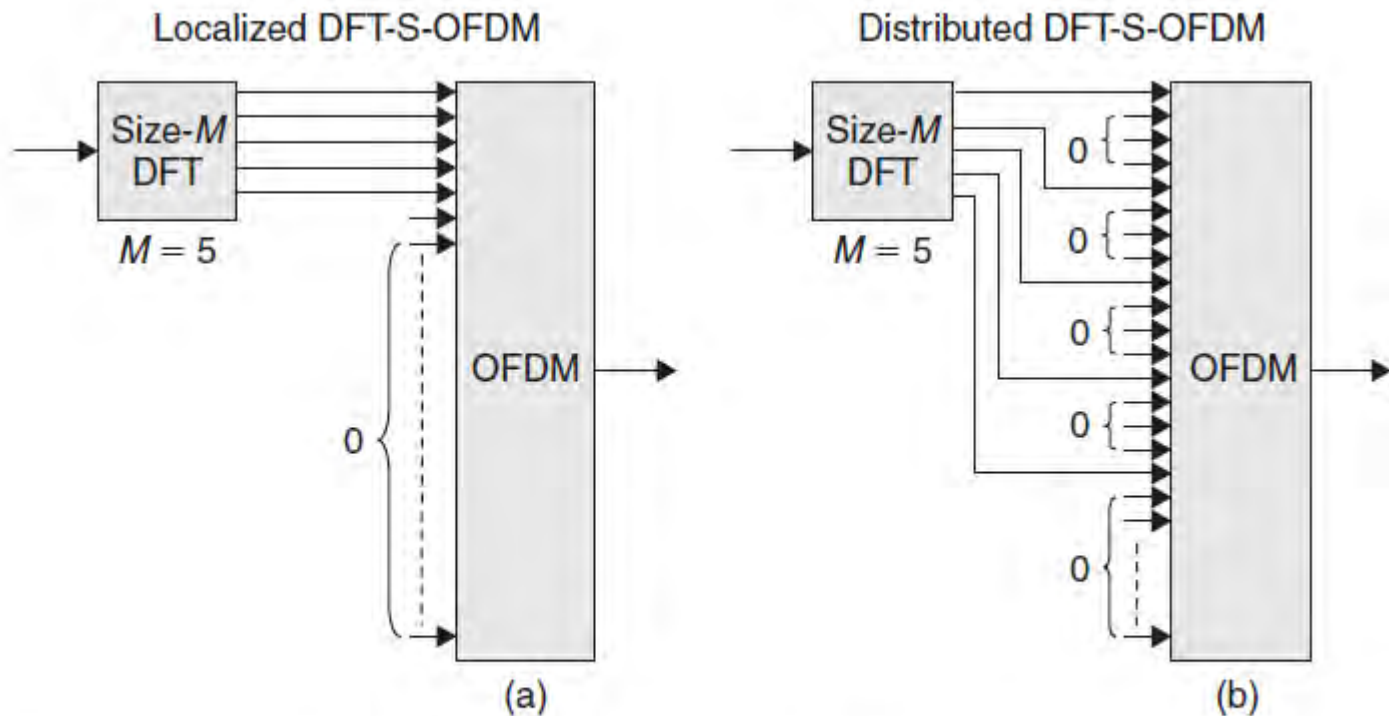 Localized DFT-S-OFDM
Size-M
DFT
M = 5
0
OFDM
(a)
Distributed DFT-S-OFDM
Size-M
DFT
M = 5
0
0
0
0
0
OFDM
(b)